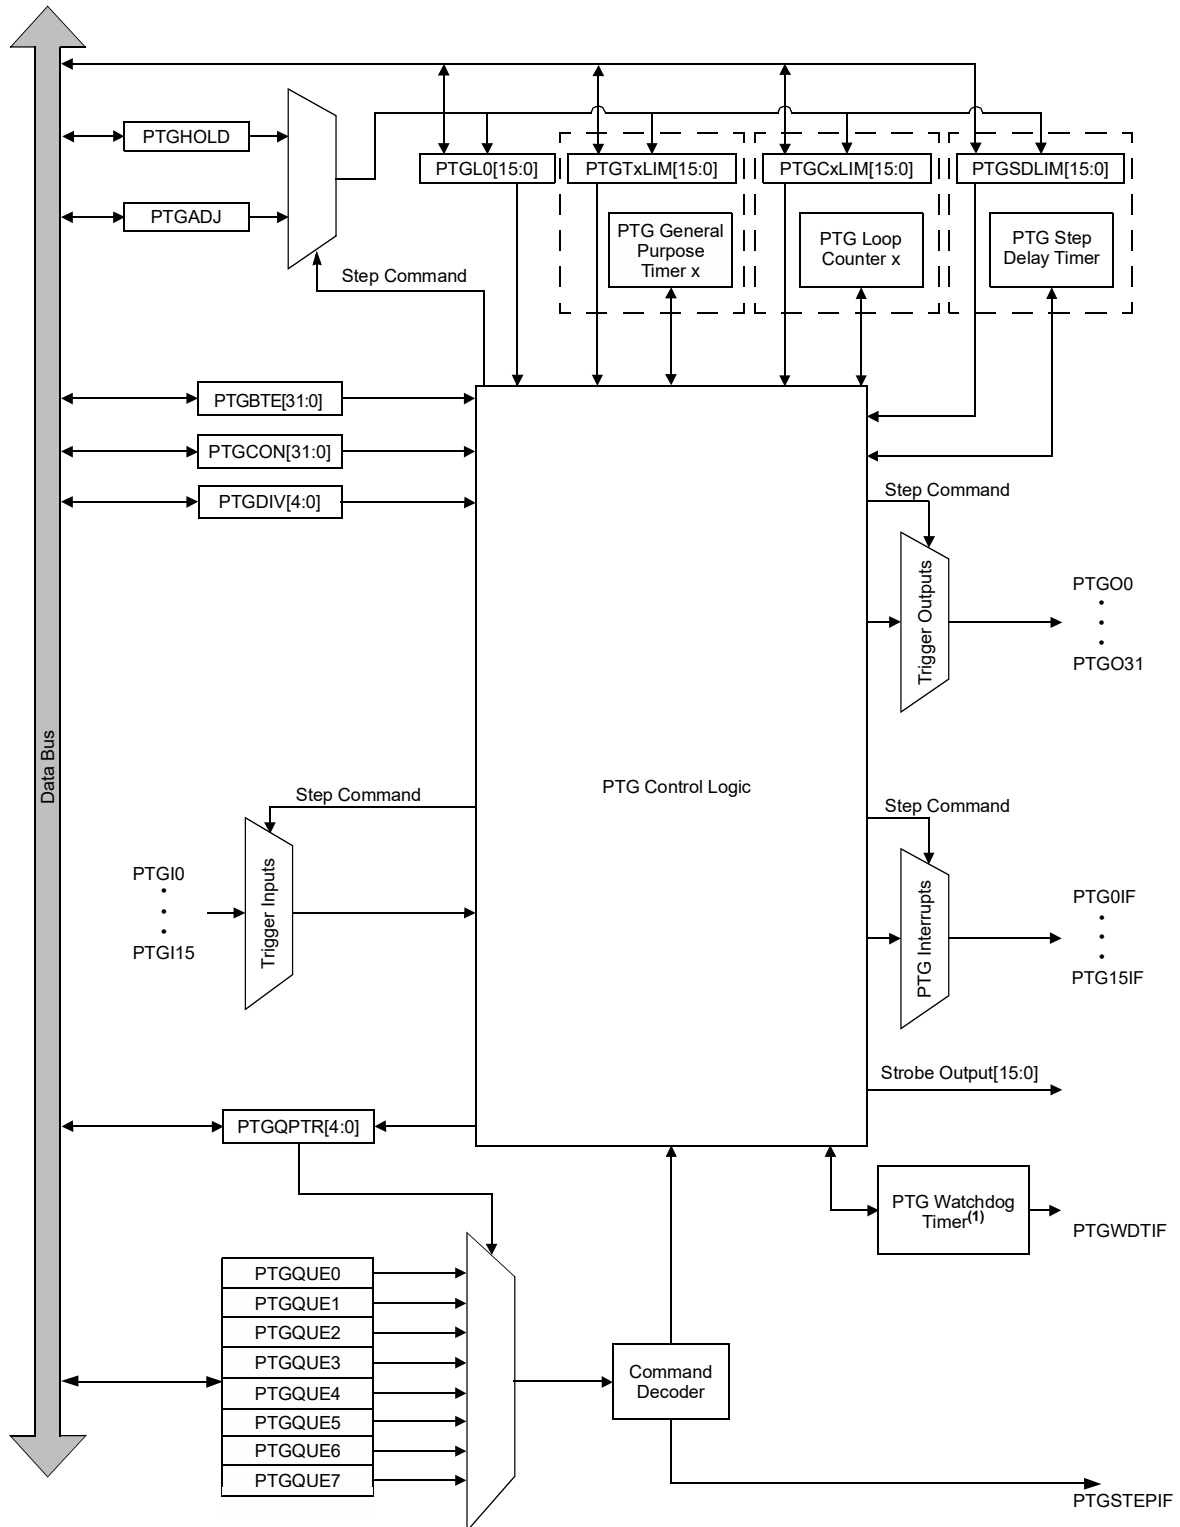 PTGHOLD
PTGADJ
Step Command
PTGL0[15:0]
PTGTxLIM[15:0]
PTGCxLIM[15:0]
PTGSDLIM[15:0]
PTG General
Purpose
Timer x
PTG Loop
Counter x
PTG Step
Delay Timer
PTGBTE[31:0]
PTGCON[31:0]
PTGDIV[4:0]
Step Command
Trigger Outputs
PTGO0
PTGO31
Data Bus
PTG Control Logic
Step Command
Trigger Inputs
PTGI0
PTGI15
Step Command
PTG Interrupts
PTG0IF
PTG15IF
Strobe Output[15:0]
PTGQPTR[4:0]
PTG Watchdog
Timer(1)
PTGWDTIF
PTGQUE0
PTGQUE1
PTGQUE2
PTGQUE3
PTGQUE4
PTGQUE5
PTGQUE6
PTGQUE7
Command
Decoder
PTGSTEPIF